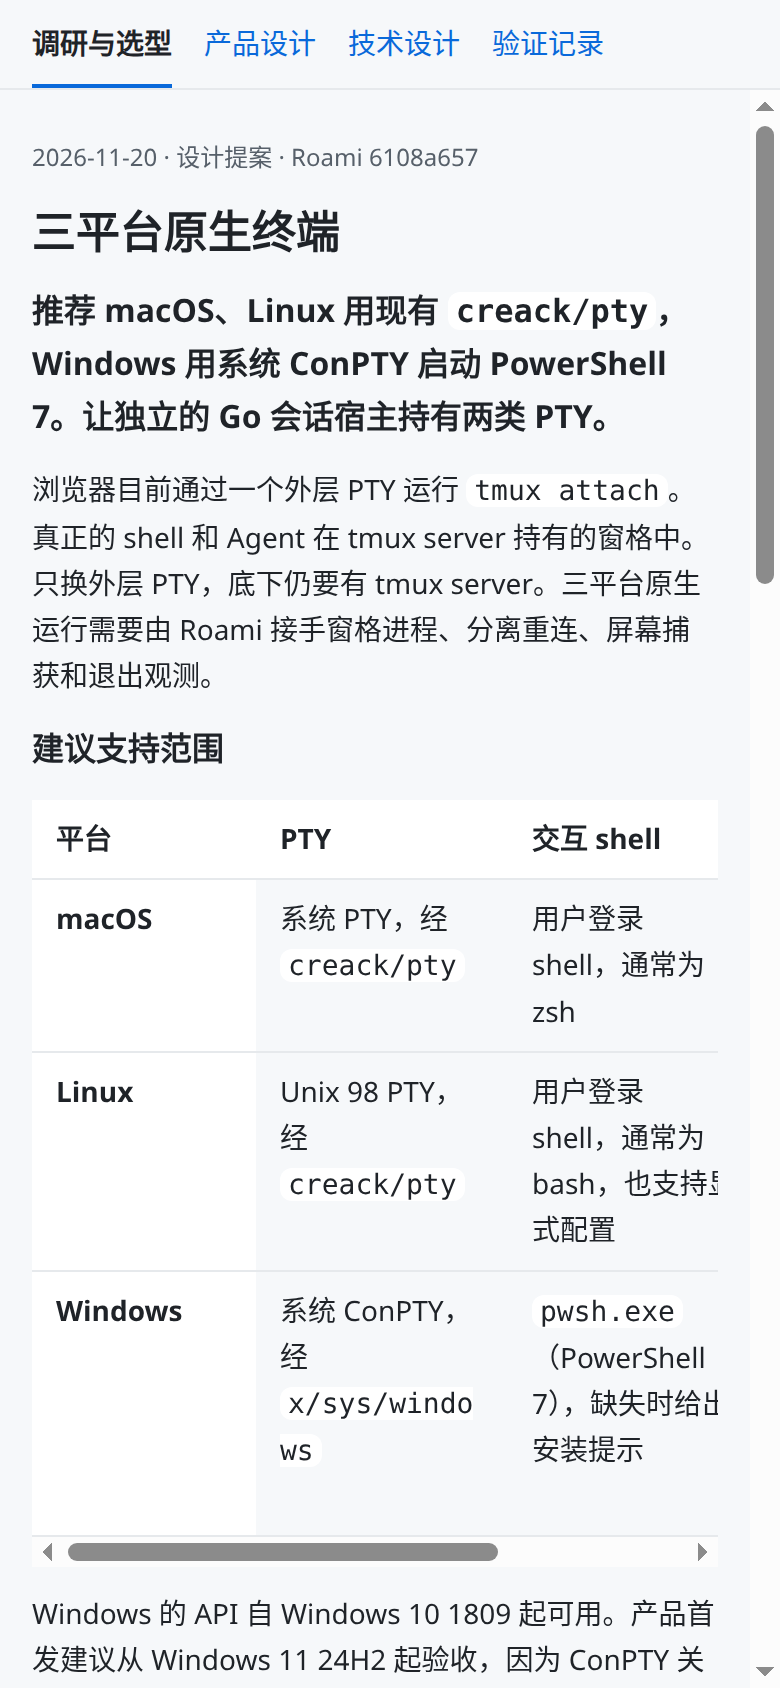 调研与选型 产品设计 技术设计 验证记录
2026-11-20 · 设计提案 · Roami 6108a657
三平台原生终端
推荐 macOS、Linux 用现有 creack/pty，
Windows 用系统 ConPTY 启动 PowerShell
7。让独立的 Go 会话宿主持有两类 PTY。
浏览器目前通过一个外层 PTY 运行 tmux attach。
真正的 shell 和 Agent 在 tmux server 持有的窗格中。
只换外层 PTY，底下仍要有 tmux server。三平台原生
运行需要由 Roami 接手窗格进程、分离重连、屏幕捕
获和退出观测。
建议支持范围
平台 PTY 交互 shell
macOS 系统 PTY，经 用户登录
creack/pty shell，通常为
zsh
Linux Unix 98 PTY， 用户登录
经 shell，通常为
creack/pty bash，也支持显
式配置
Windows 系统 ConPTY， pwsh.exe
经 （PowerShell
x/sys/windo 7），缺失时给出
ws 安装提示
Windows 的 API 自 Windows 10 1809 起可用。产品首
发建议从 Windows 11 24H2 起验收，因为 ConPTY 关